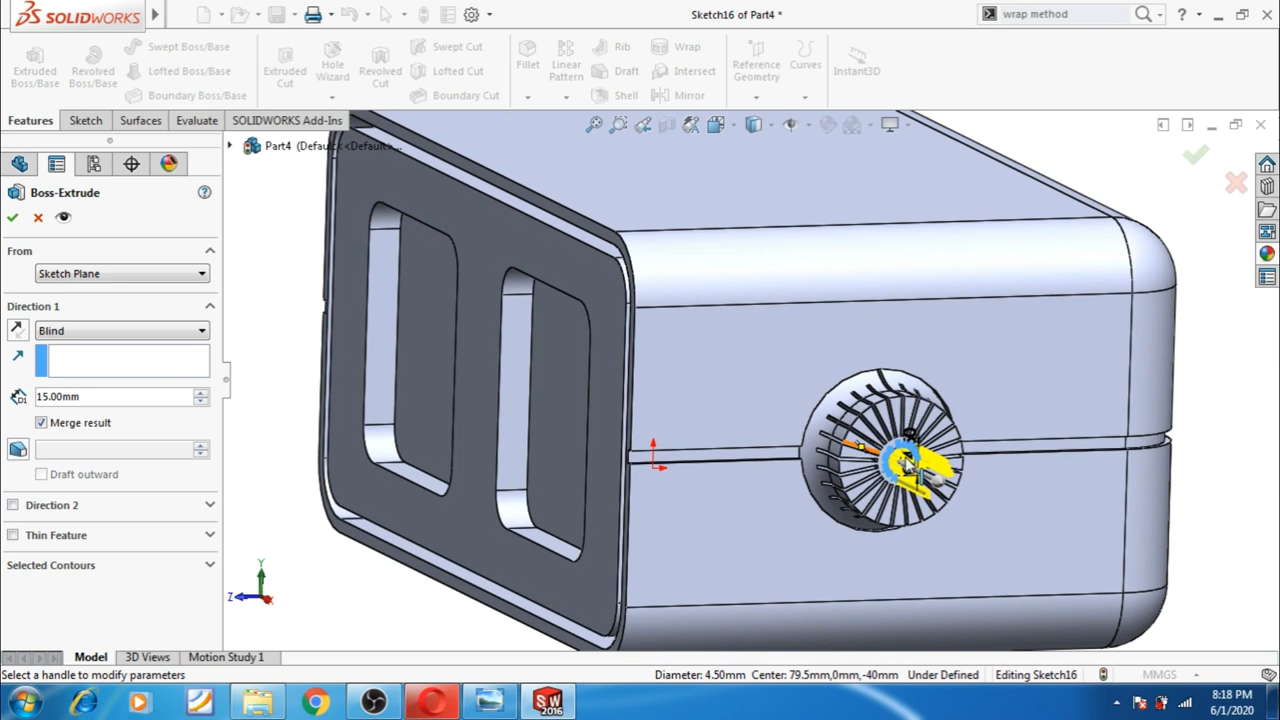 SOLIDWORKS
Sketch16 of Part4 *
wrap method
Extruded Boss/Base
Revolved Boss/Base
Swept Boss/Base
Lofted Boss/Base
Boundary Boss/Base
Extruded Cut
Hole Wizard
Revolved Cut
Swept Cut
Lofted Cut
Boundary Cut
Fillet
Linear Pattern
Rib
Draft
Shell
Wrap
Intersect
Mirror
Reference Geometry
Curves
Instant3D
Features
Sketch
Surfaces
Evaluate
SOLIDWORKS Add-Ins
Part4 (Default<<Default>...
Boss-Extrude
From
Sketch Plane
Direction 1
Blind
D1
15.00mm
Merge result
Draft outward
Direction 2
Thin Feature
Selected Contours
Y
Z
Model
3D Views
Motion Study 1
Select a handle to modify parameters
Diameter: 4.50mm Center: 79.5mm,0mm,-40mm
Under Defined
Editing Sketch16
MMGS
SW
2016
8:18 PM
6/1/2020